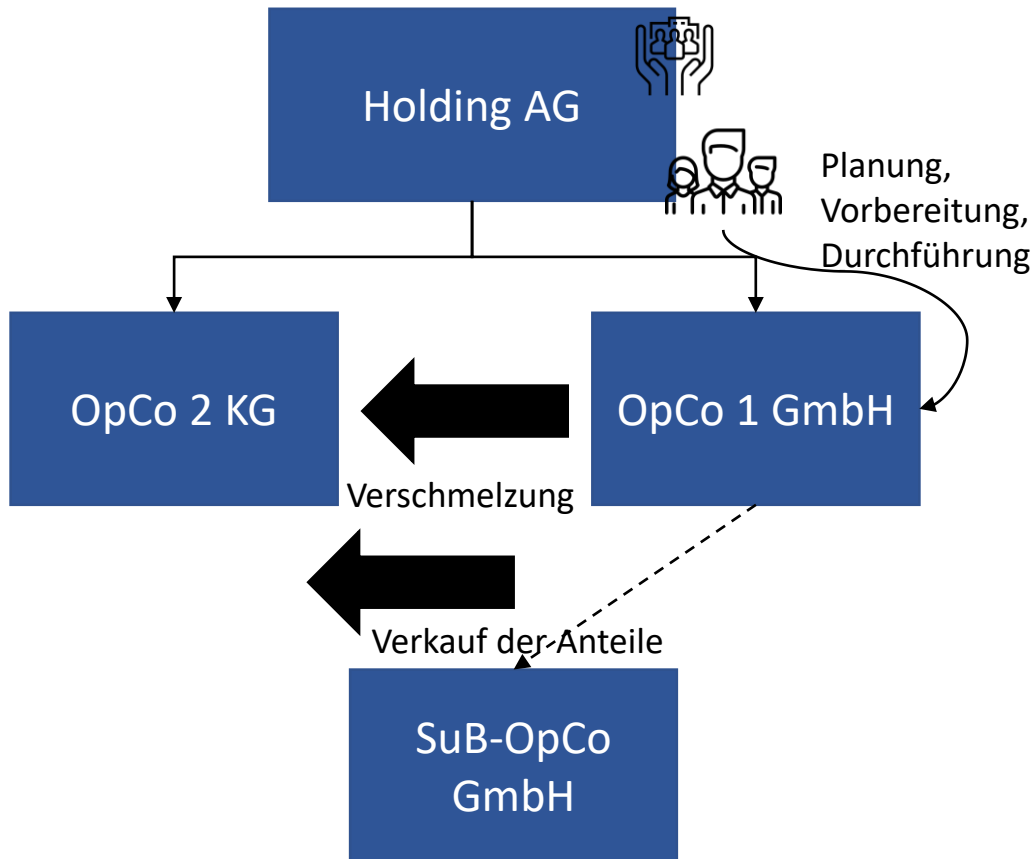 Holding AG
Planung,
Vorbereitung,
Durchführung
OpCo 2 KG
OpCo 1 GmbH
Verschmelzung
Verkauf der Anteile
SuB-OpCo
GmbH